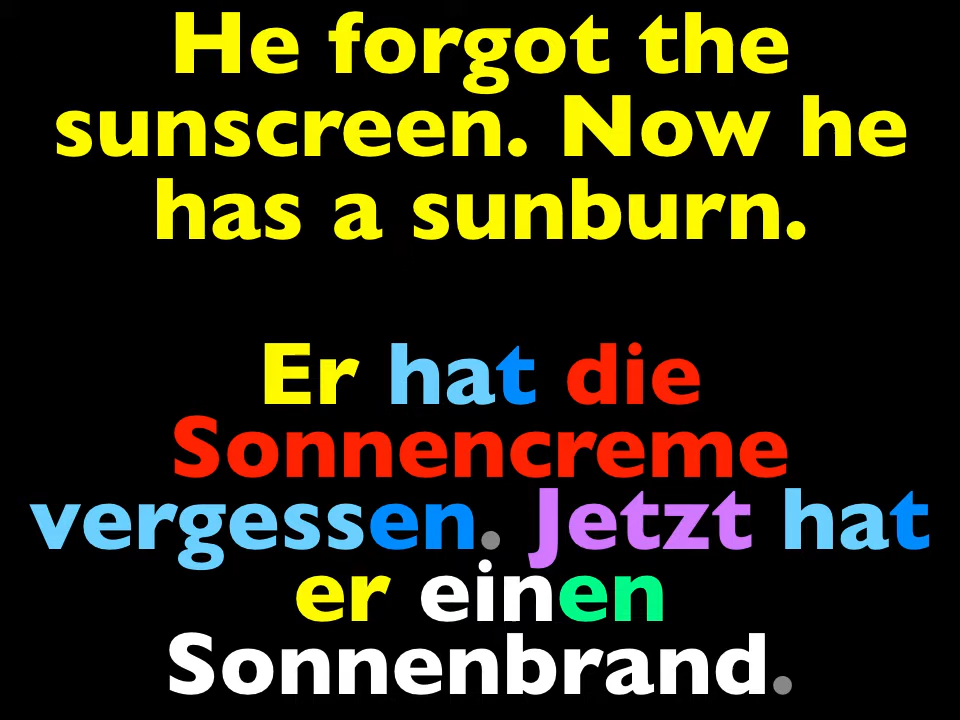 He forgot the
sunscreen. Now he
has a sunburn.
Er hat die
Sonnencreme
vergessen. Jetzt hat
er einen
Sonnenbrand.